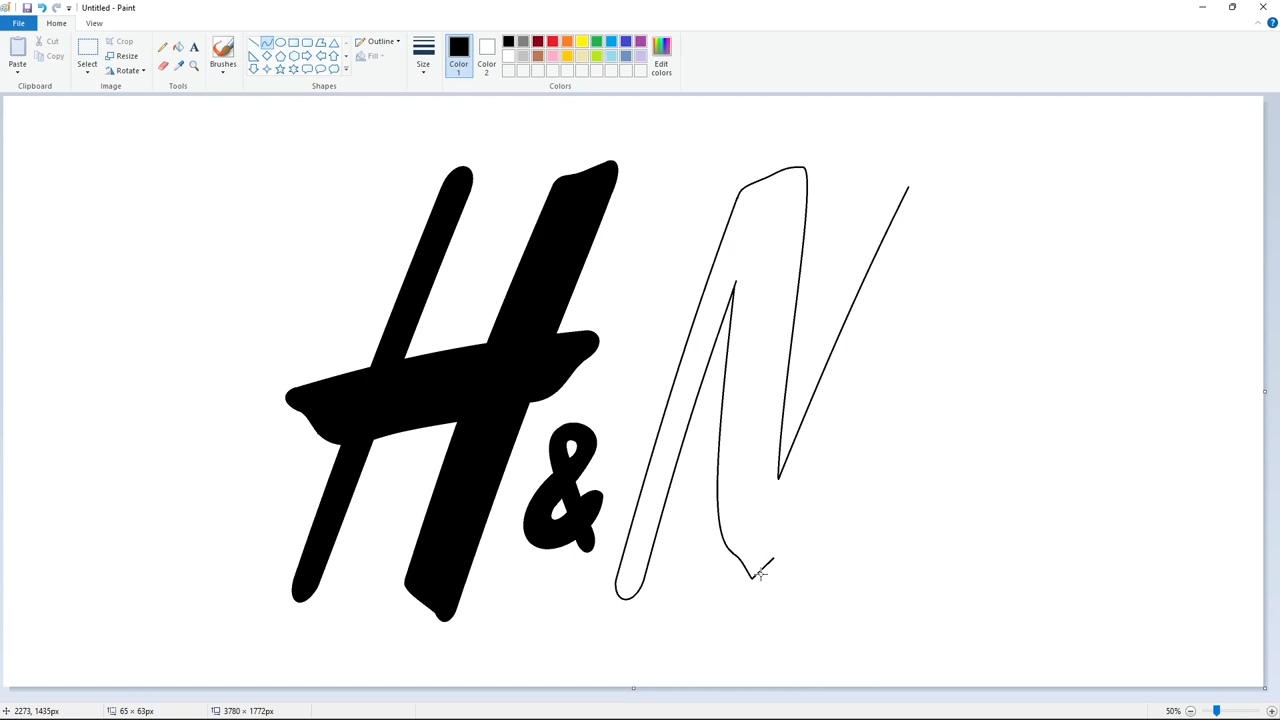 Untitled - Paint
File Home View
Paste Cut Copy Select Crop Resize Rotate A Brushes Outline Fill Size Color 1 Color 2 Edit colors
Clipboard Image Tools Shapes Colors
H&
2273, 1435px 65 × 63px 3780 × 1772px 50%